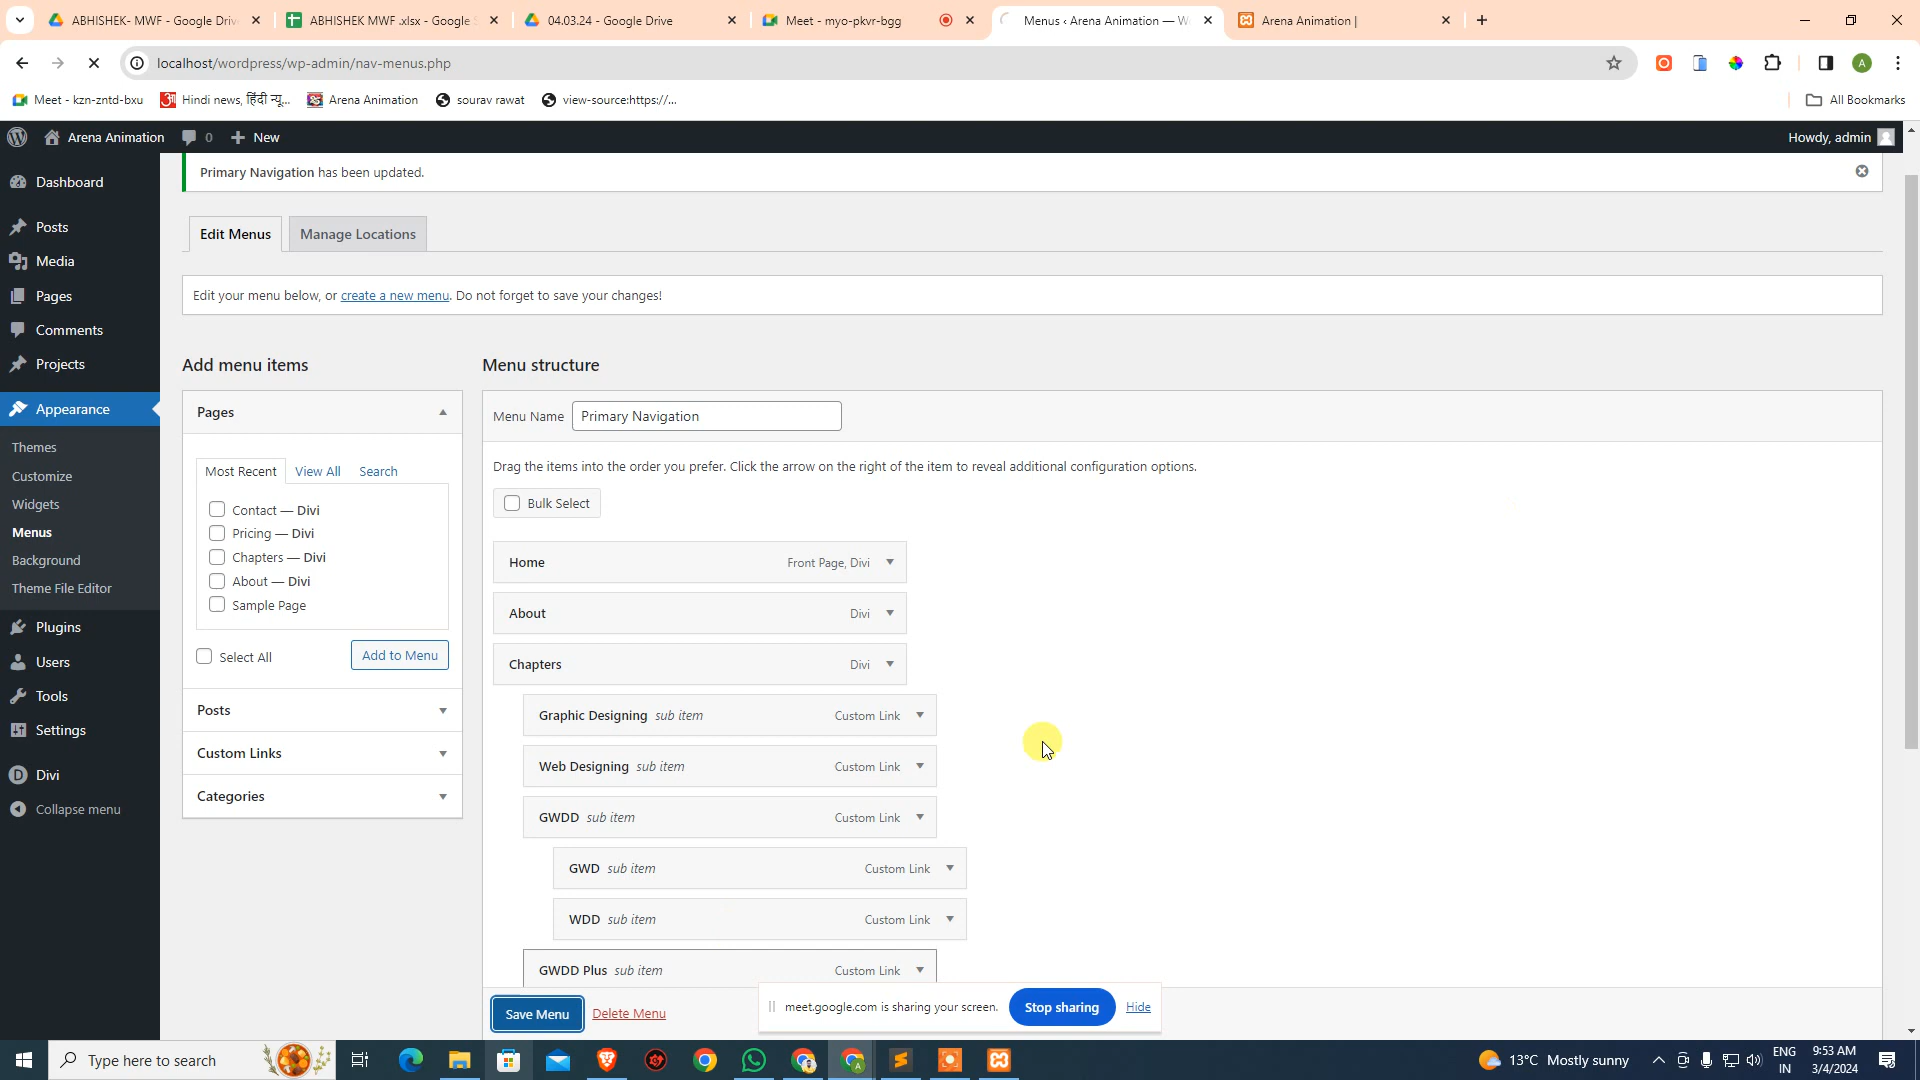 ABHISHEK- MWF - Google Driv
ABHISHEK MWF .xlsx - Google S
04.03.24 - Google Drive
Meet - myo-pkvr-bgg
Menus ‹ Arena Animation — W
Arena Animation |
localhost/wordpress/wp-admin/nav-menus.php
A
Meet - kzn-zntd-bxu
Hindi news, हिंदी न्यू...
Arena Animation
sourav rawat
view-source:https://...
All Bookmarks
Arena Animation
0
New
Howdy, admin
Dashboard
Posts
Media
Pages
Comments
Projects
Appearance
Themes
Customize
Widgets
Menus
Background
Theme File Editor
Plugins
Users
Tools
Settings
Divi
Collapse menu
Primary Navigation has been updated.
Edit Menus
Manage Locations
Edit your menu below, or create a new menu. Do not forget to save your changes!
Add menu items
Pages
Most Recent
View All
Search
Contact — Divi
Pricing — Divi
Chapters — Divi
About — Divi
Sample Page
Select All
Add to Menu
Posts
Custom Links
Categories
Menu structure
Menu Name
Primary Navigation
Drag the items into the order you prefer. Click the arrow on the right of the item to reveal additional configuration options.
Bulk Select
Home
Front Page, Divi
About
Divi
Chapters
Divi
Graphic Designing sub item
Custom Link
Web Designing sub item
Custom Link
GWDD sub item
Custom Link
GWD sub item
Custom Link
WDD sub item
Custom Link
GWDD Plus sub item
Custom Link
Save Menu
Delete Menu
meet.google.com is sharing your screen.
Stop sharing
Hide
Type here to search
13°C Mostly sunny
ENG
IN
9:53 AM
3/4/2024